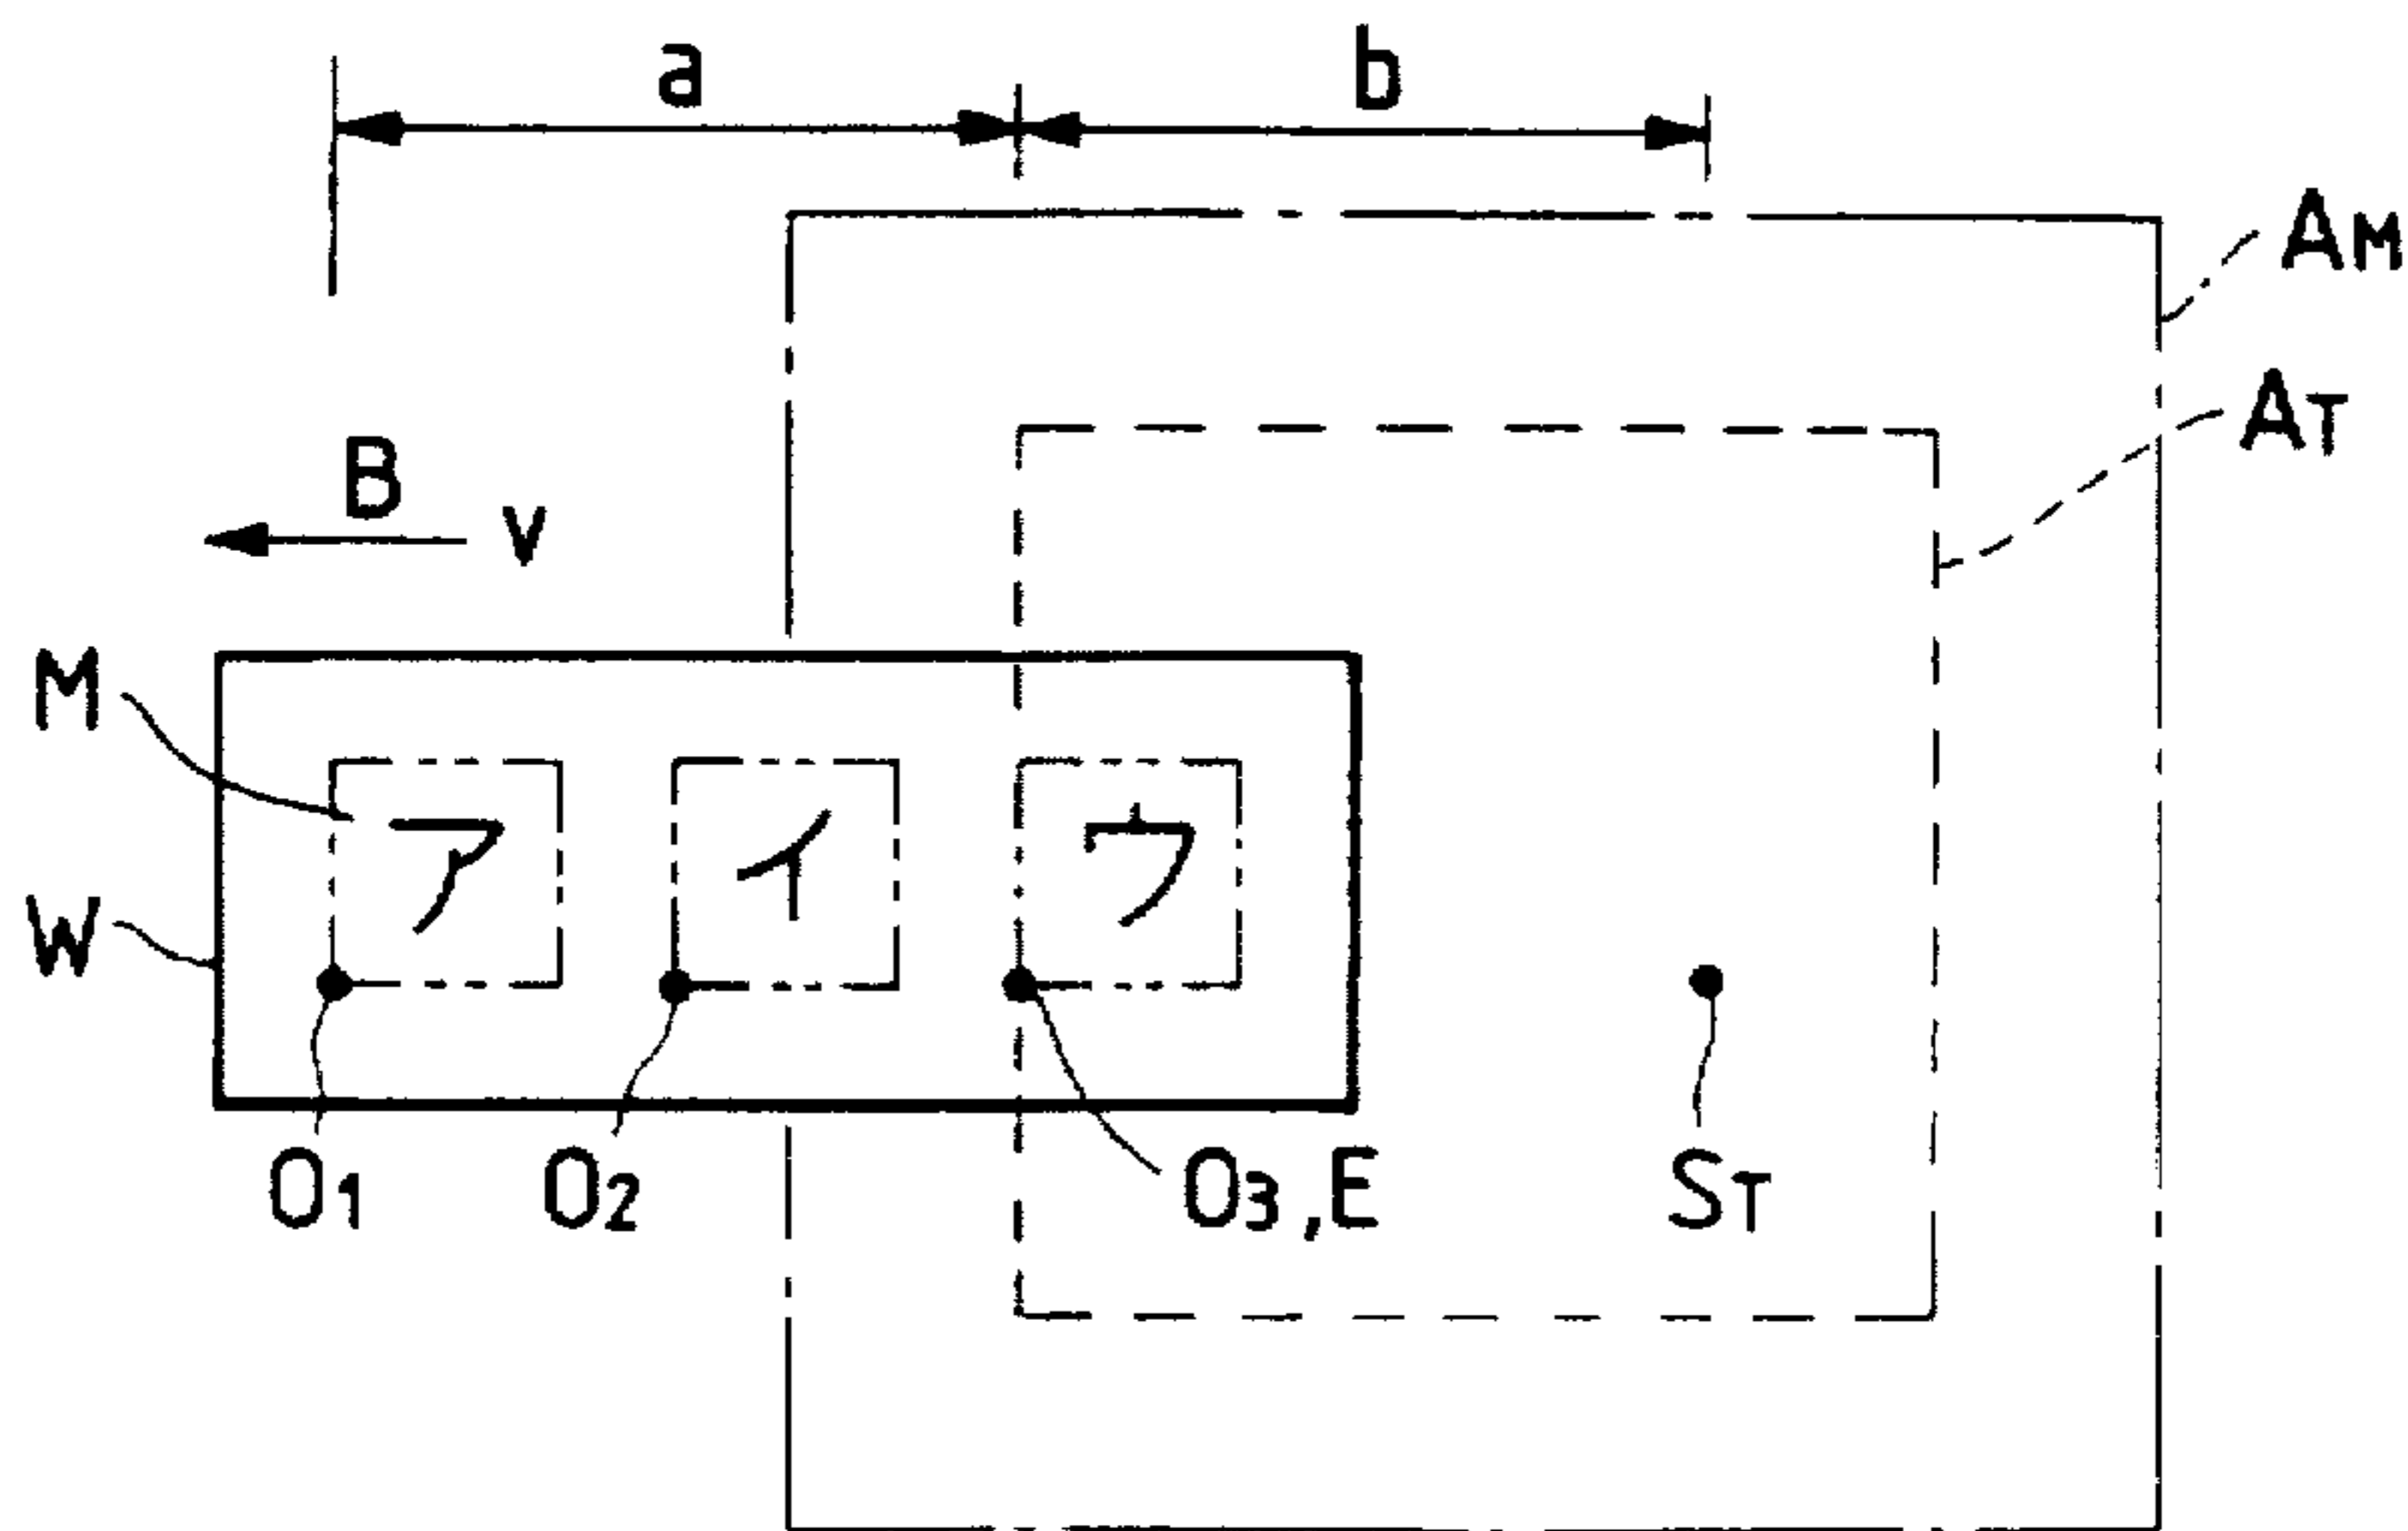 a b
AM
AT
B v
M
ア イ ウ
W
O1 O2 O3,E ST